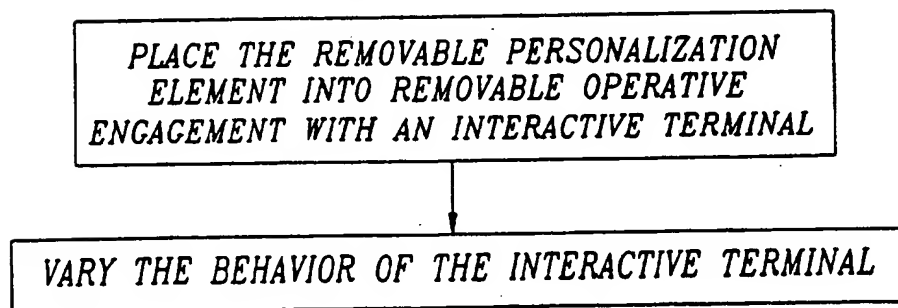 PLACE THE REMOVABLE PERSONALIZATION
ELEMENT INTO REMOVABLE OPERATIVE
ENGAGEMENT WITH AN INTERACTIVE TERMINAL
VARY THE BEHAVIOR OF THE INTERACTIVE TERMINAL